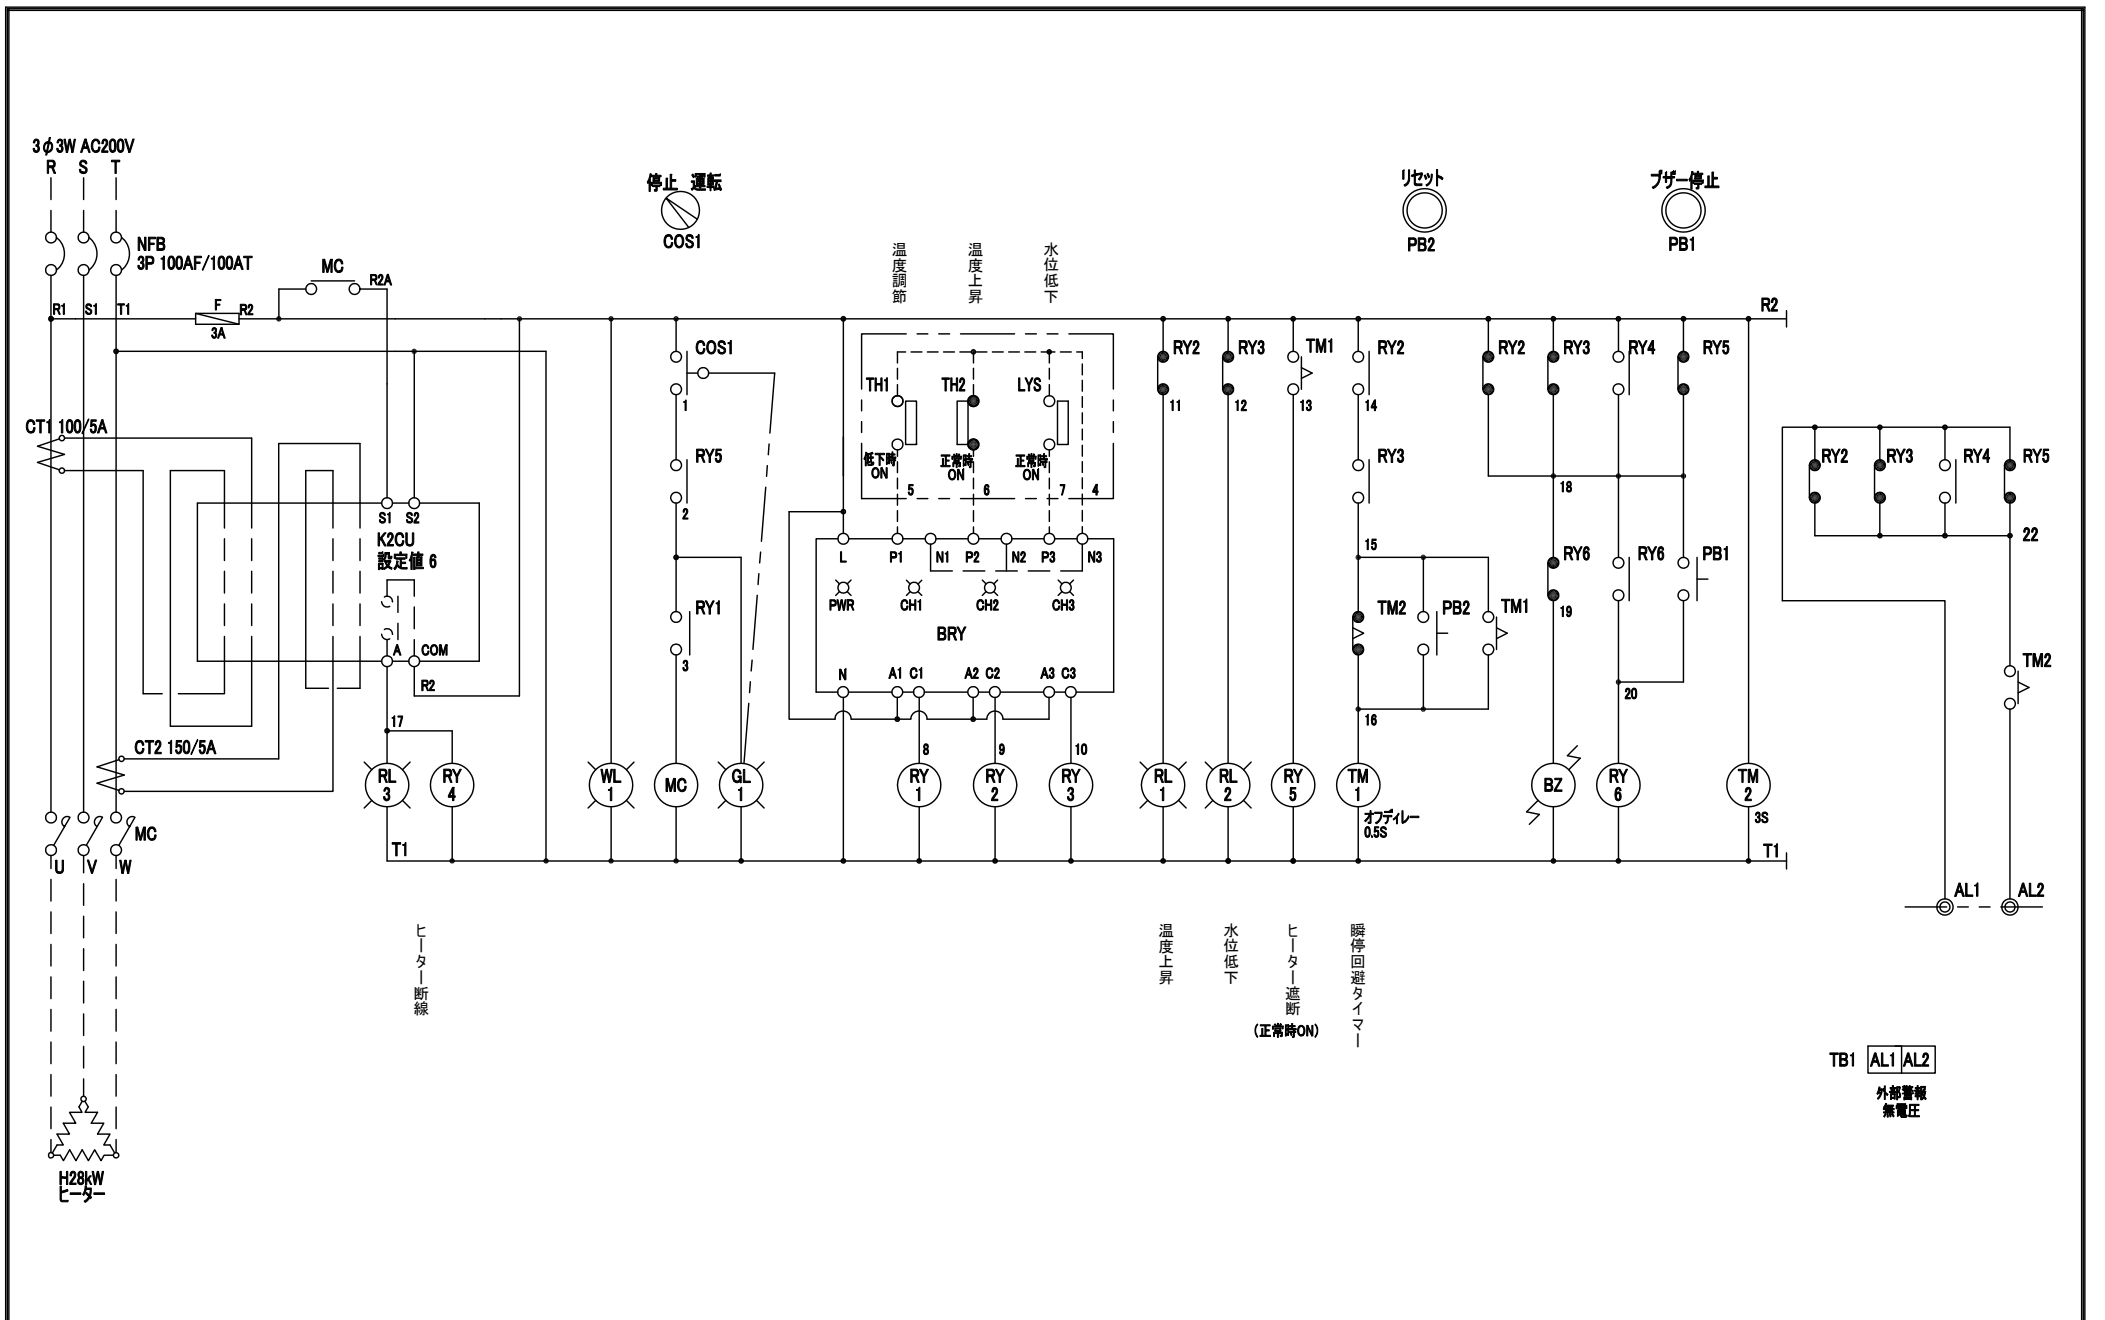 3φ3W AC200V
R S T
NFB
3P 100AF/100AT
MC
R2A
R1 S1 T1
F
3A
R2
CT1 100/5A
S1 S2
K2CU
設定値 6
A COM
R2
17
CT2 150/5A
RL
3
RY
4
MC
U V W
T1
H28kW
ヒーター
ヒーター断線
停止 運転
COS1
COS1
1
RY5
2
RY1
3
WL
1
MC
GL
1
温度調節
温度上昇
水位低下
TH1
TH2
LYS
低下時
ON
正常時
ON
正常時
ON
5 6 7 4
L P1 N1 P2 N2 P3 N3
PWR CH1 CH2 CH3
BRY
N A1 C1 A2 C2 A3 C3
8 9 10
RY
1
RY
2
RY
3
リセット
PB2
ブザー停止
PB1
R2
RY2
11
RY3
12
TM1
13
RY2
14
RY3
15
TM2
PB2
TM1
16
RL
1
RL
2
RY
5
TM
1
オフディレー
0.5S
温度上昇
水位低下
ヒーター遮断
(正常時ON)
瞬停回避タイマー
RY2 RY3 RY4 RY5
18
RY6
RY6
PB1
19
20
BZ
RY
6
TM
2
3S
T1
RY2 RY3 RY4 RY5
22
TM2
AL1 AL2
TB1 AL1 AL2
外部警報
無電圧